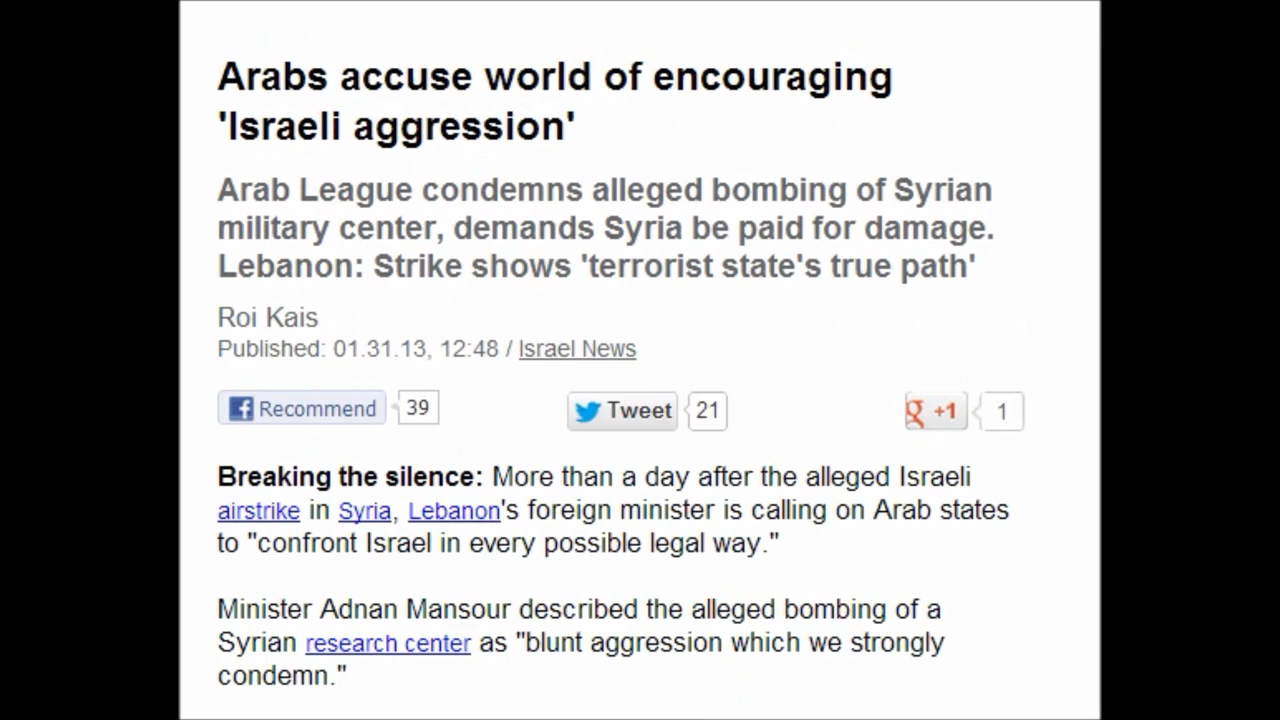 Arabs accuse world of encouraging
'Israeli aggression'
Arab League condemns alleged bombing of Syrian
military center, demands Syria be paid for damage.
Lebanon: Strike shows 'terrorist state's true path'
Roi Kais
Published: 01.31.13, 12:48 / Israel News
Recommend 39 Tweet 21 +1 1
Breaking the silence: More than a day after the alleged Israeli
airstrike in Syria, Lebanon's foreign minister is calling on Arab states
to "confront Israel in every possible legal way."
Minister Adnan Mansour described the alleged bombing of a
Syrian research center as "blunt aggression which we strongly
condemn."